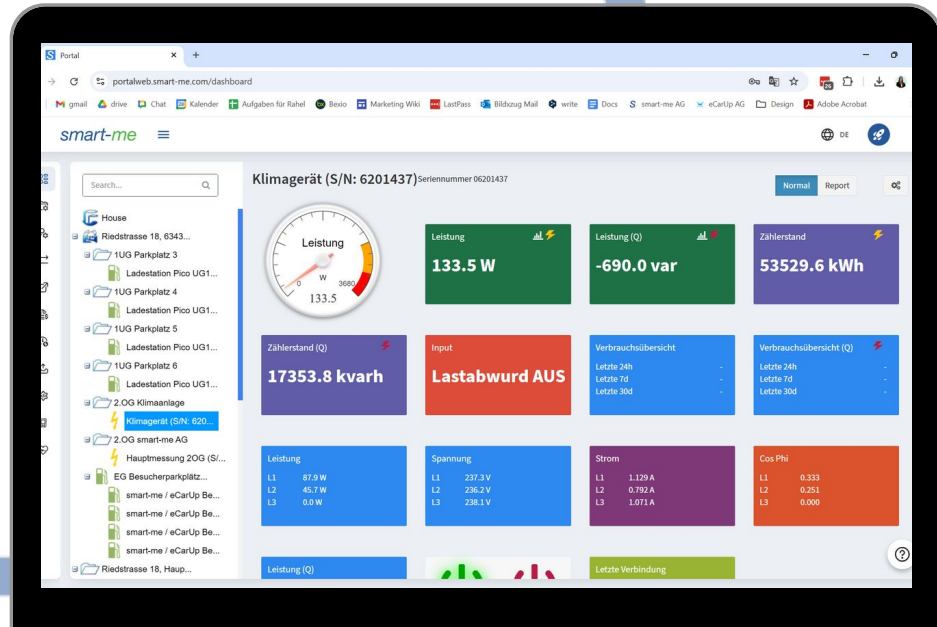 Portal
portalweb.smart-me.com/dashboard
gmail drive Chat Kalender Aufgaben für Rahel Bexio Marketing Wiki LastPass Bildxzug Mail write Docs smart-me AG eCarUp AG Design Adobe Acrobat
smart-me
DE
Search...
House
Riedstrasse 18, 6343...
1UG Parkplatz 3
Ladestation Pico UG1...
1UG Parkplatz 4
Ladestation Pico UG1...
1UG Parkplatz 5
Ladestation Pico UG1...
1UG Parkplatz 6
Ladestation Pico UG1...
2.OG Klimaanlage
Klimagerät (S/N: 620...
2.OG smart-me AG
Hauptmessung 2OG (S/...
EG Besucherparkplätz...
smart-me / eCarUp Be...
smart-me / eCarUp Be...
smart-me / eCarUp Be...
smart-me / eCarUp Be...
Riedstrasse 18, Haup...
Klimagerät (S/N: 6201437) Seriennummer 06201437
Normal Report
Leistung
W
0 3680
133.5
Leistung
133.5 W
Leistung (Q)
-690.0 var
Zählerstand
53529.6 kWh
Zählerstand (Q)
17353.8 kvarh
Input
Lastabwurd AUS
Verbrauchsübersicht
Letzte 24h -
Letzte 7d -
Letzte 30d -
Verbrauchsübersicht (Q)
Letzte 24h -
Letzte 7d -
Letzte 30d -
Leistung
L1 87.9 W
L2 45.7 W
L3 0.0 W
Spannung
L1 237.3 V
L2 236.2 V
L3 238.1 V
Strom
L1 1.129 A
L2 0.792 A
L3 1.071 A
Cos Phi
L1 0.333
L2 0.251
L3 0.000
Leistung (Q)
Letzte Verbindung